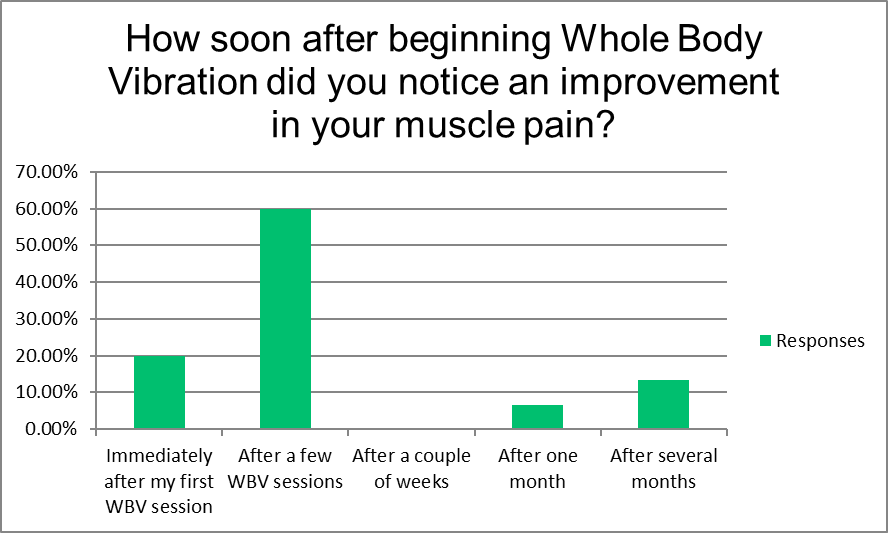 How soon after beginning Whole Body
Vibration did you notice an improvement
in your muscle pain?
70.00%
60.00%
50.00%
40.00%
30.00%
20.00%
10.00%
0.00%
Immediately
after my first
WBV session
After a few
WBV sessions
After a couple
of weeks
After one
month
After several
months
Responses